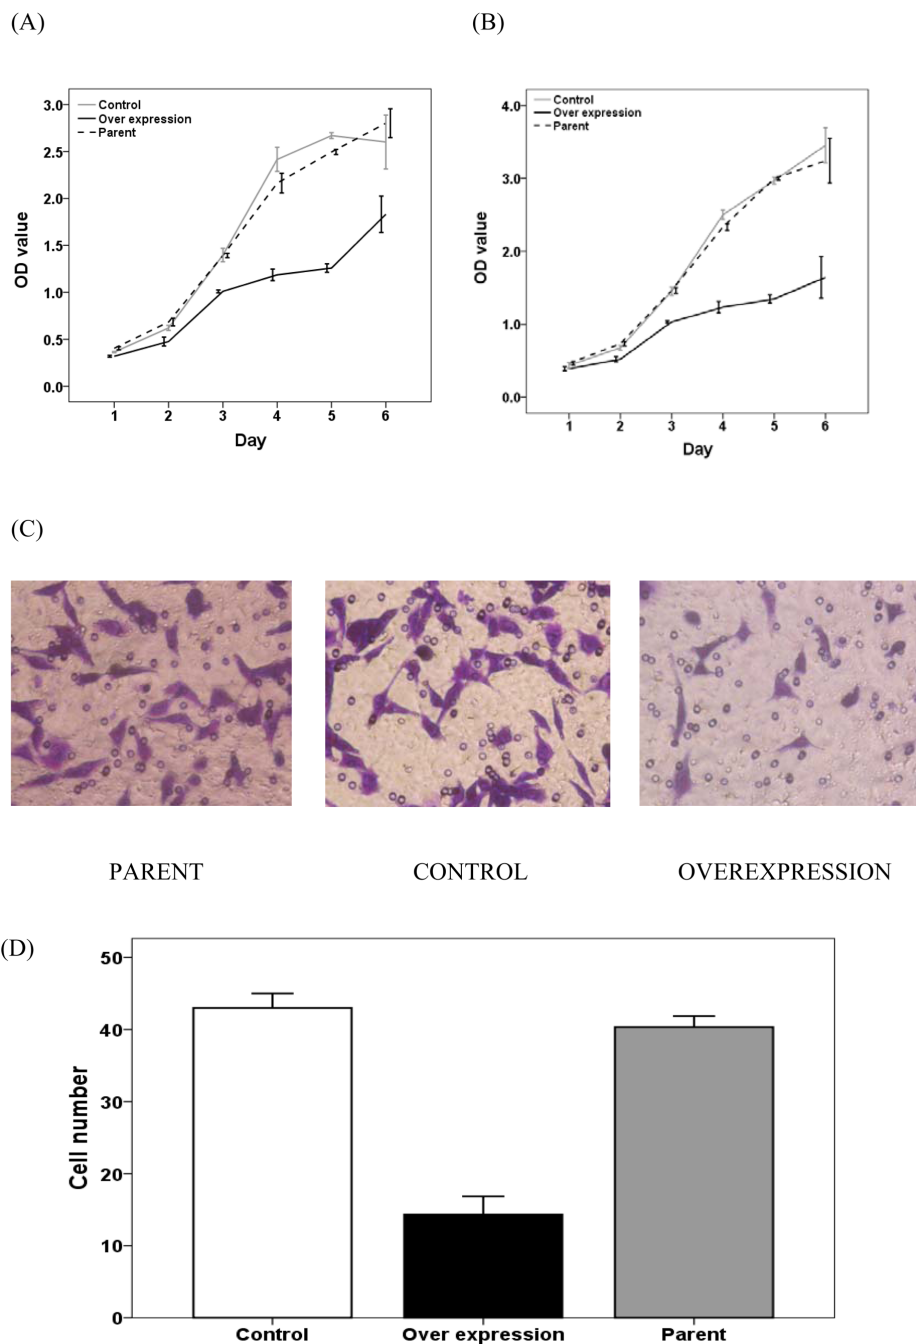 (A)
(B)
Control
Over expression
Parent
3.0
2.5
2.0
1.5
1.0
0.5
0.0
OD value
1 2 3 4 5 6
Day
Control
Over expression
Parent
4.0
3.0
2.0
1.0
0.0
OD value
1 2 3 4 5 6
Day
(C)
PARENT CONTROL OVEREXPRESSION
(D)
50
40
30
20
10
0
Cell number
Control Over expression Parent